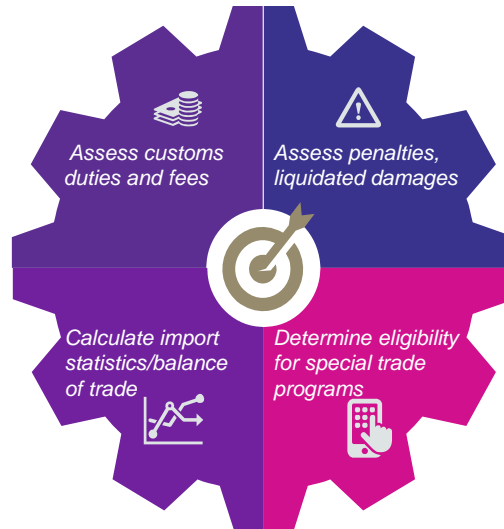 Assess customs
duties and fees
Assess penalties,
liquidated damages
Calculate import
statistics/balance
of trade
Determine eligibility
for special trade
programs